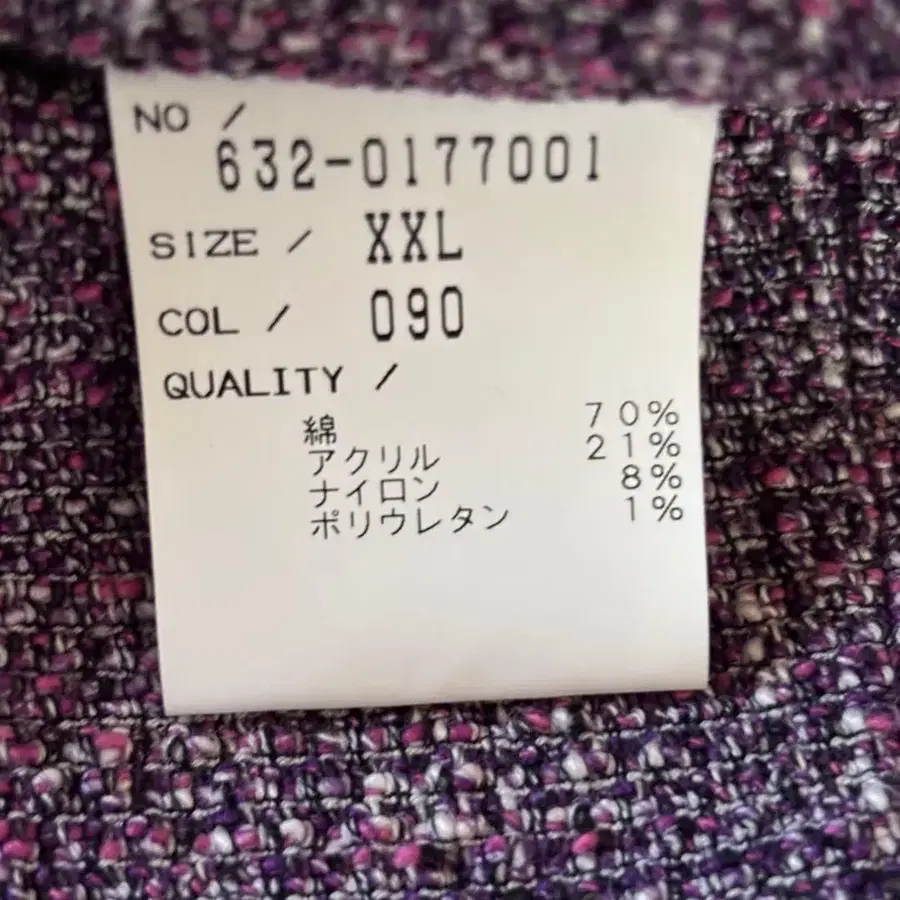 NO /
632-0177001
SIZE / XXL
COL / 090
QUALITY /
綿 70%
アクリル 21%
ナイロン 8%
ポリウレタン 1%